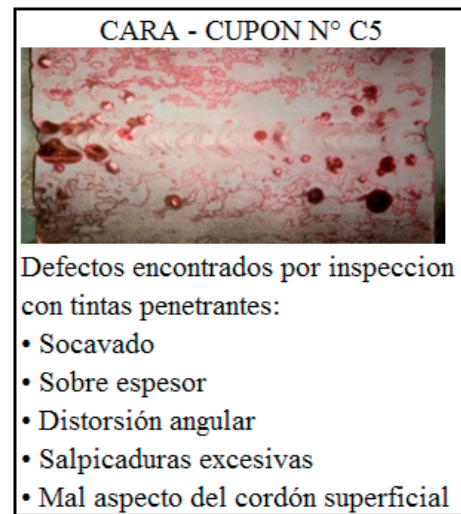 CARA - CUPON N° C5
Defectos encontrados por inspeccion
con tintas penetrantes:
• Socavado
• Sobre espesor
• Distorsión angular
• Salpicaduras excesivas
• Mal aspecto del cordón superficial